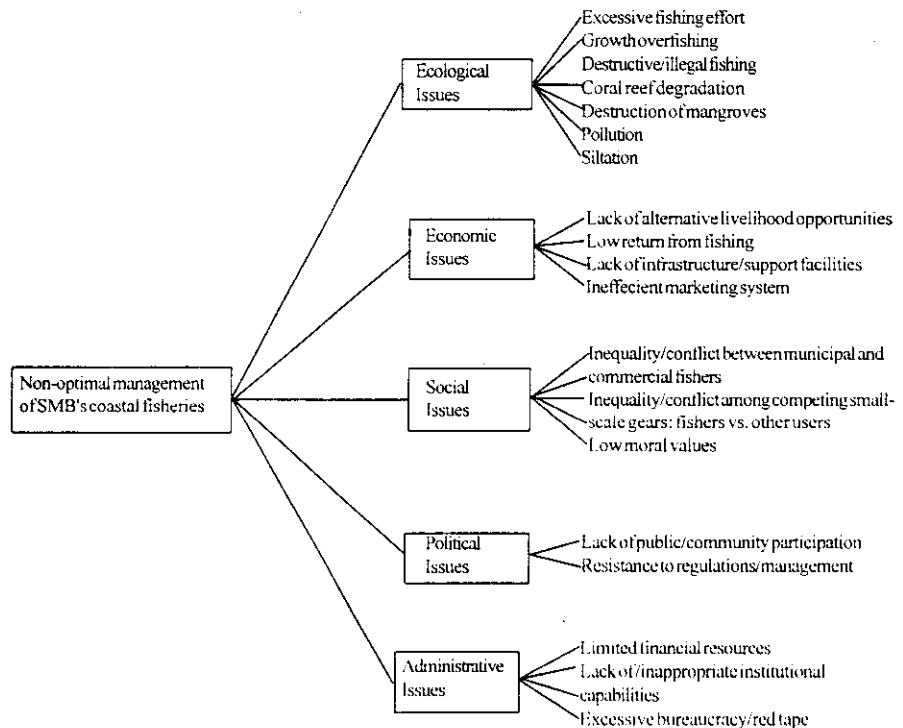 Excessive fishing effort
Growth overfishing
Destructive/illegal fishing
Coral reef degradation
Destruction of mangroves
Pollution
Siltation
Ecological
Issues
Lack of alternative livelihood opportunities
Low return from fishing
Lack of infrastructure/support facilities
Ineffecient marketing system
Economic
Issues
Non-optimal management
of SMB's coastal fisheries
Inequality/conflict between municipal and
commercial fishers
Inequality/conflict among competing small-
scale gears: fishers vs. other users
Low moral values
Social
Issues
Lack of public/community participation
Resistance to regulations/management
Political
Issues
Limited financial resources
Lack of/inappropriate institutional
capabilities
Excessive bureaucracy/red tape
Administrative
Issues